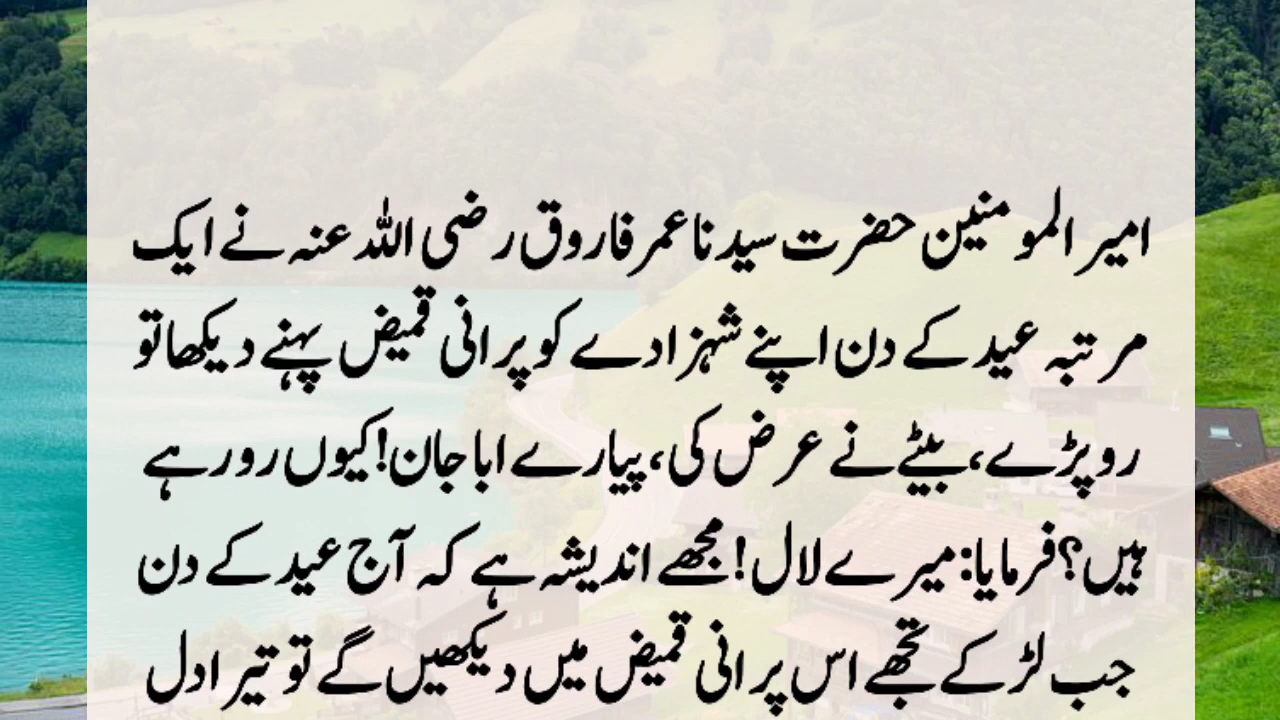 امیر المومنین حضرت سیدنا عمر فاروق رضی اللہ عنہ نے ایک
مرتبہ عید کے دن اپنے شہزادے کو پرانی قمیض پہنے دیکھا تو
رو پڑے، بیٹے نے عرض کی، پیارے ابا جان! کیوں رو رہے
ہیں؟ فرمایا: میرے لال! مجھے اندیشہ ہے کہ آج عید کے دن
جب لڑکے تجھے اس پرانی قمیض میں دیکھیں گے تو تیرا دل